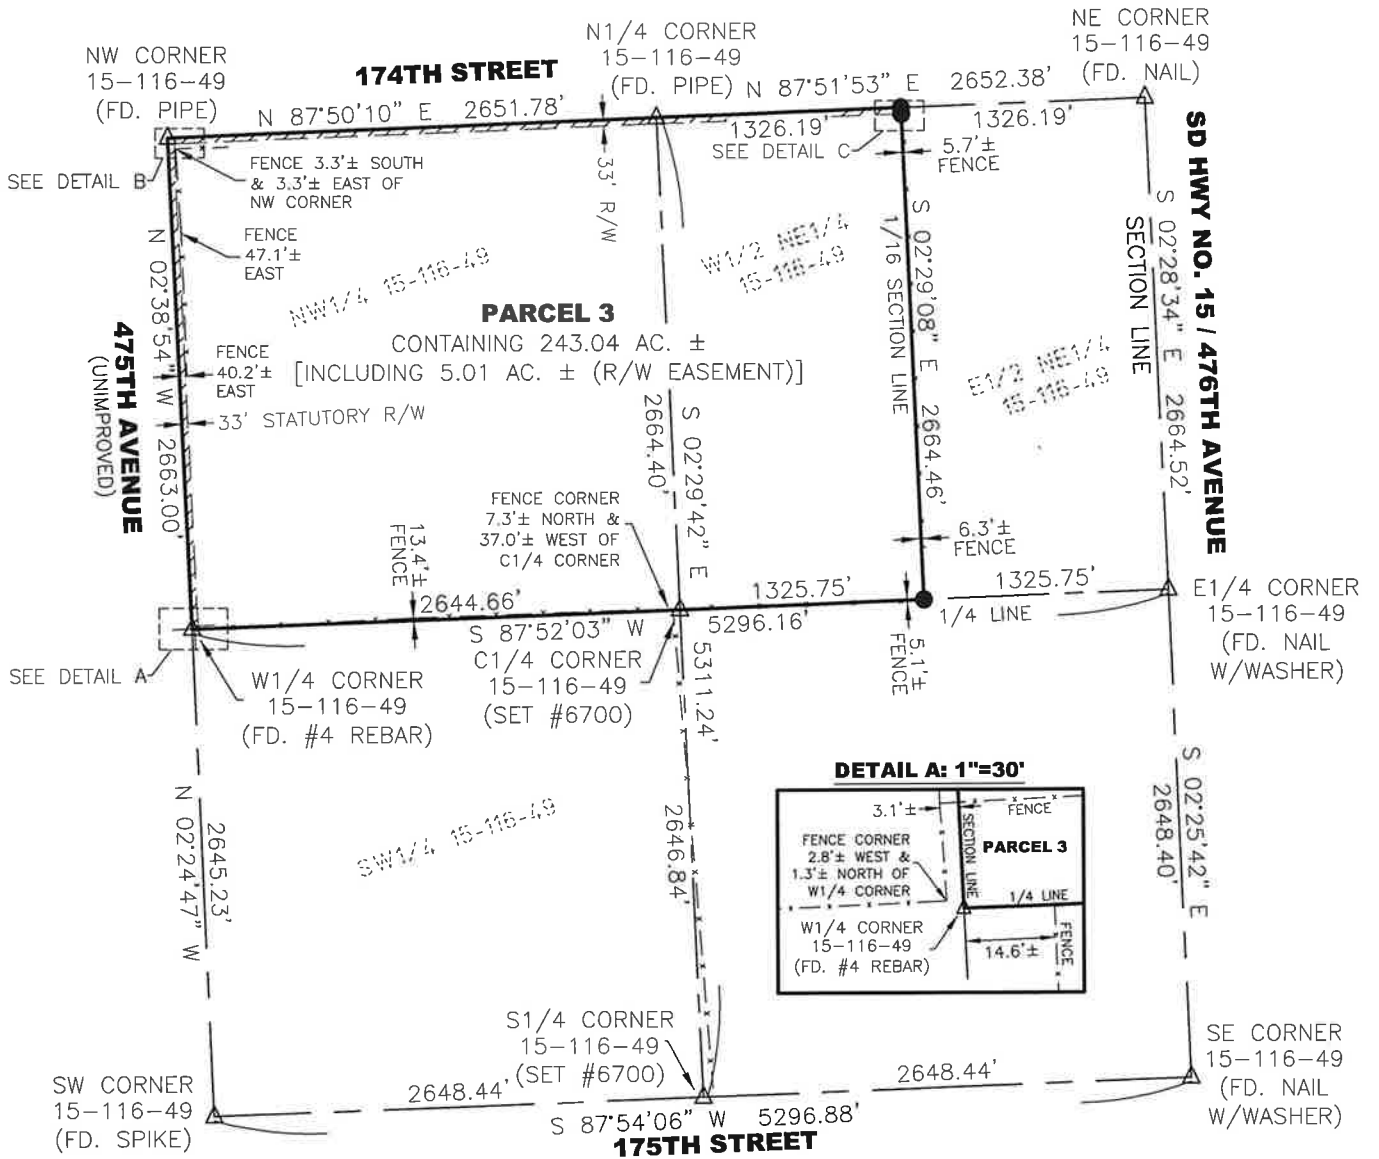 NW CORNER
15-116-49
(FD. PIPE)
174TH STREET
N1/4 CORNER
15-116-49
(FD. PIPE)
NE CORNER
15-116-49
(FD. NAIL)
N 87°50'10" E 2651.78'
N 87°51'53" E 2652.38'
1326.19'
1326.19'
SEE DETAIL B
FENCE 3.3'± SOUTH
& 3.3'± EAST OF
NW CORNER
33' R/W
SEE DETAIL C
5.7'±
FENCE
FENCE
47.1'±
EAST
NW1/4 15-116-49
W1/2 NE1/4
15-116-49
PARCEL 3
CONTAINING 243.04 AC. ±
[INCLUDING 5.01 AC. ± (R/W EASEMENT)]
FENCE
40.2'±
EAST
33' STATUTORY R/W
475TH AVENUE
(UNIMPROVED)
N 02°38'54" W 2663.00'
2664.40'
S 02°29'42" E
1/16 SECTION LINE
S 02°29'08" E 2664.46'
E1/2 NE1/4
15-116-49
SECTION LINE
S 02°28'34" E 2664.52'
SD HWY NO. 15 / 476TH AVENUE
FENCE CORNER
7.3'± NORTH &
37.0'± WEST OF
C1/4 CORNER
13.4'±
FENCE
6.3'±
FENCE
2644.66'
1325.75'
1325.75'
S 87°52'03" W 5296.16'
1/4 LINE
5.1'±
FENCE
E1/4 CORNER
15-116-49
(FD. NAIL
W/WASHER)
SEE DETAIL A
W1/4 CORNER
15-116-49
(FD. #4 REBAR)
C1/4 CORNER
15-116-49
(SET #6700)
5311.24'
2646.84'
N 02°24'47" W
2645.23'
SW1/4 15-116-49
DETAIL A: 1"=30'
3.1'±
FENCE
SECTION LINE
PARCEL 3
FENCE CORNER
2.8'± WEST &
1.3'± NORTH OF
W1/4 CORNER
1/4 LINE
W1/4 CORNER
15-116-49
(FD. #4 REBAR)
14.6'±
FENCE
S 02°25'42" E
2648.40'
S1/4 CORNER
15-116-49
(SET #6700)
SE CORNER
15-116-49
(FD. NAIL
W/WASHER)
SW CORNER
15-116-49
(FD. SPIKE)
2648.44'
2648.44'
S 87°54'06" W 5296.88'
175TH STREET